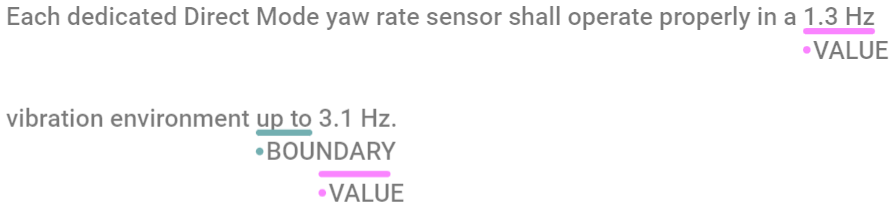 Each dedicated Direct Mode yaw rate sensor shall operate properly in a 1.3 Hz
•VALUE
vibration environment up to 3.1 Hz.
•BOUNDARY
•VALUE